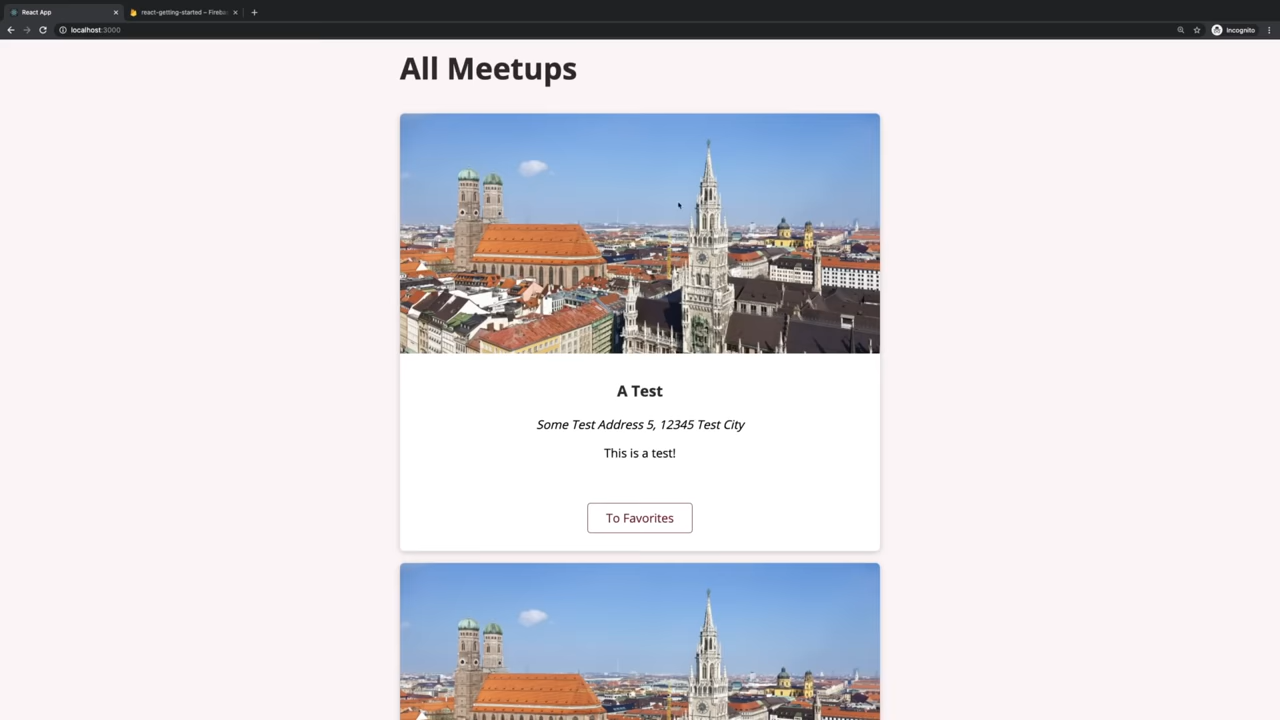 React App
react-getting-started – Fireba
localhost:3000
Incognito
All Meetups
A Test
Some Test Address 5, 12345 Test City
This is a test!
To Favorites